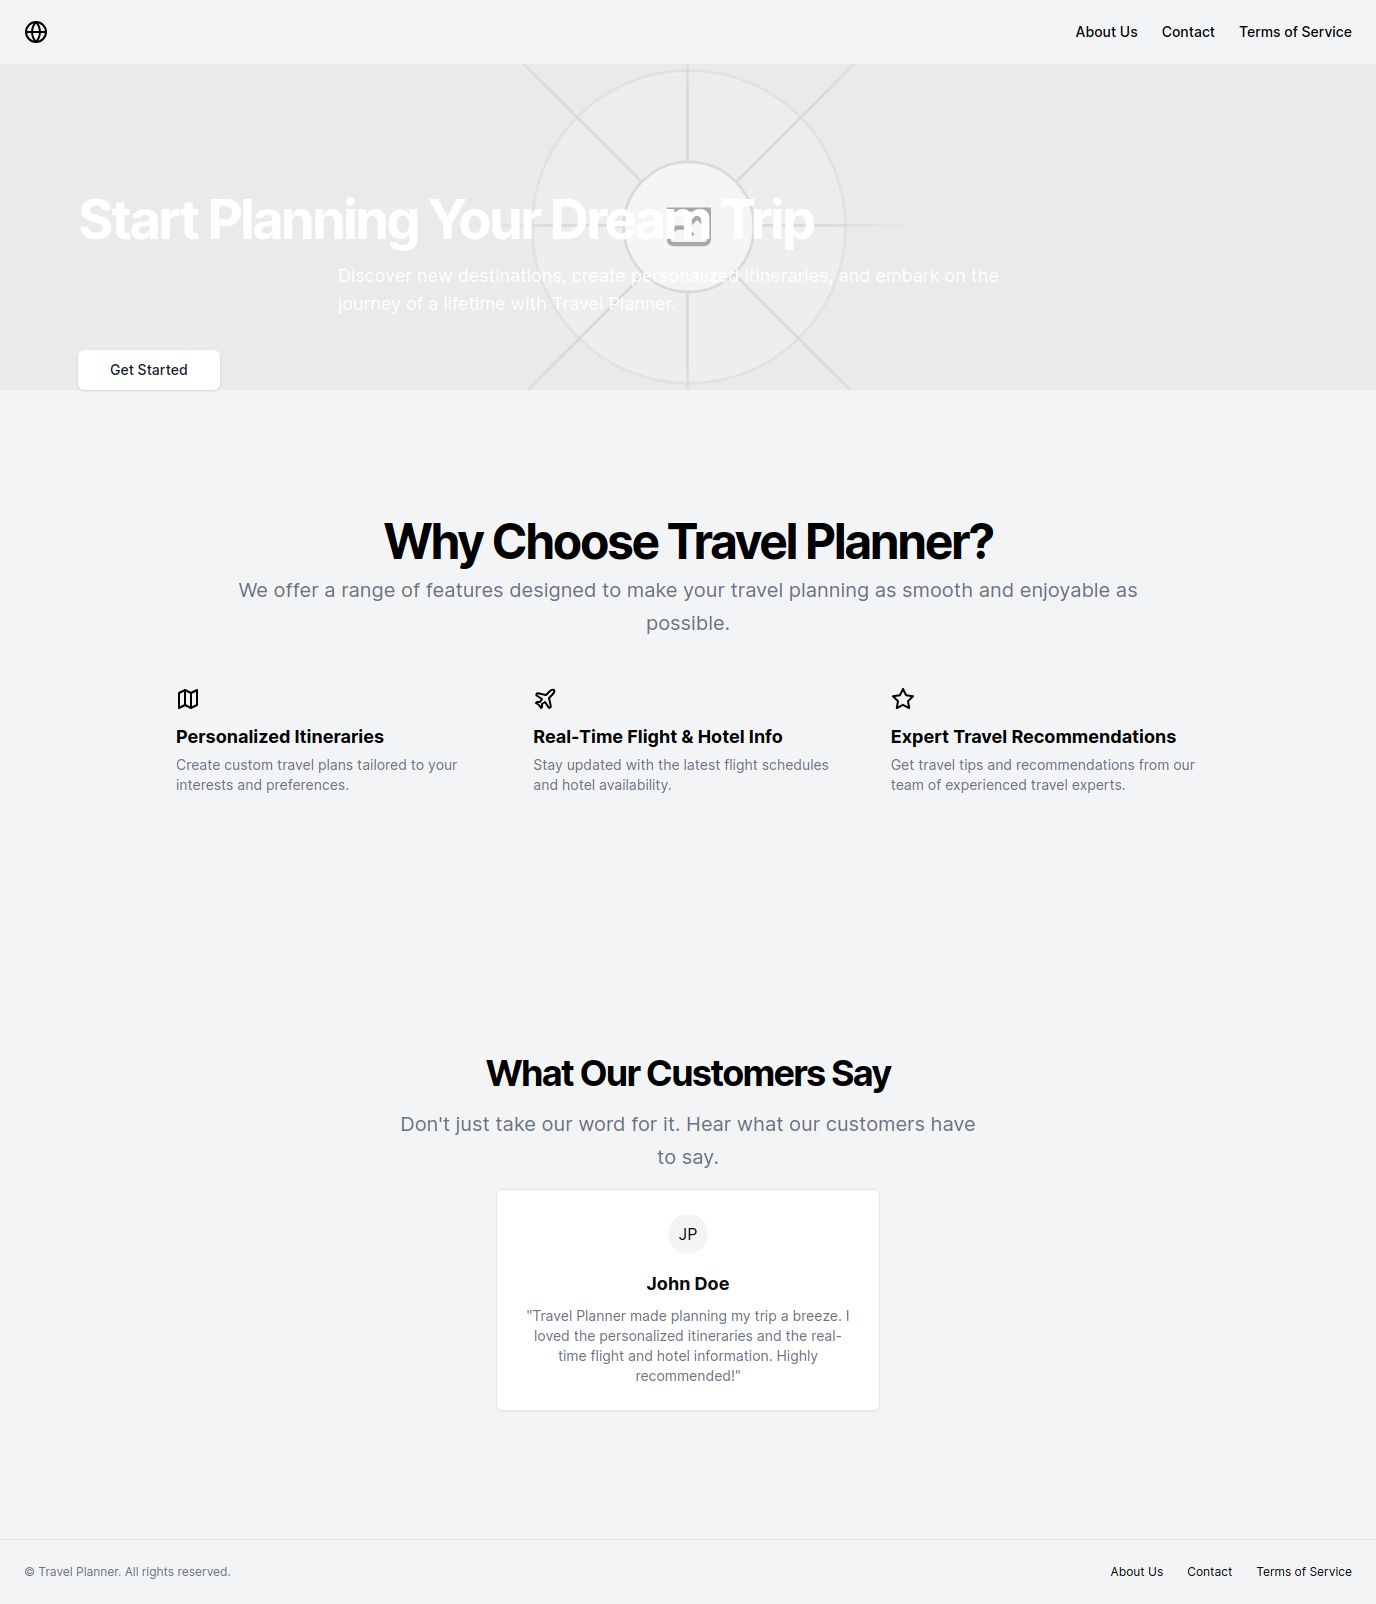 About Us Contact Terms of Service
Start Planning Your Dream Trip
Discover new destinations, create personalized itineraries, and embark on the
journey of a lifetime with Travel Planner.
Get Started
Why Choose Travel Planner?
We offer a range of features designed to make your travel planning as smooth and enjoyable as
possible.
Personalized Itineraries
Create custom travel plans tailored to your
interests and preferences.
Real-Time Flight & Hotel Info
Stay updated with the latest flight schedules
and hotel availability.
Expert Travel Recommendations
Get travel tips and recommendations from our
team of experienced travel experts.
What Our Customers Say
Don't just take our word for it. Hear what our customers have
to say.
JP
John Doe
"Travel Planner made planning my trip a breeze. I
loved the personalized itineraries and the real-
time flight and hotel information. Highly
recommended!"
© Travel Planner. All rights reserved.
About Us Contact Terms of Service